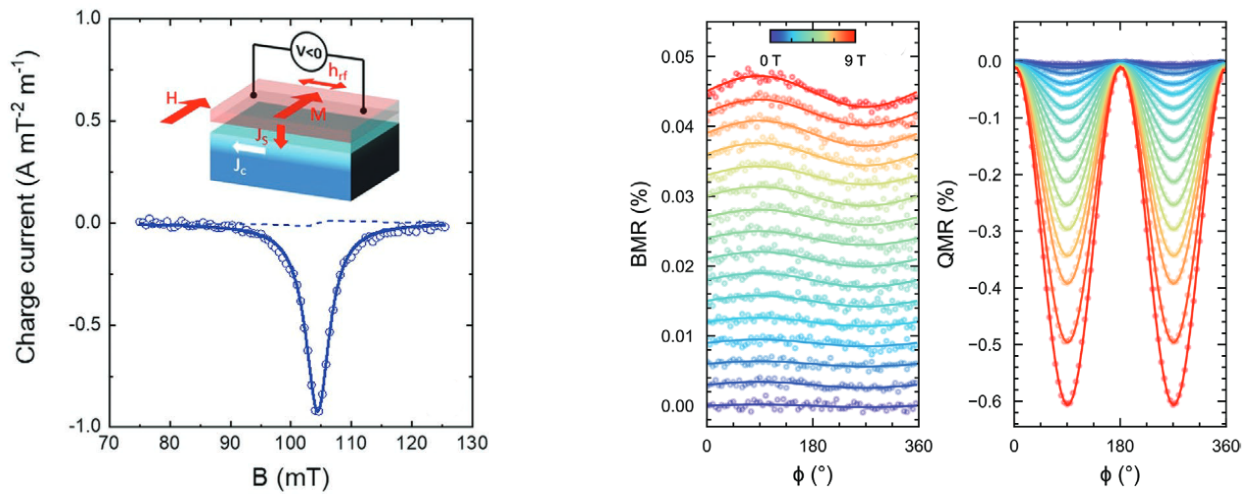 Charge current (A mT⁻² m⁻¹)
1.0
0.5
0.0
-0.5
-1.0
V<0
h_rf
H
M
J_S
J_c
70 80 90 100 110 120 130
B (mT)
BMR (%)
0.05
0.04
0.03
0.02
0.01
0.00
0 T 9 T
0 180 360
ϕ (°)
QMR (%)
0.0
−0.1
−0.2
−0.3
−0.4
−0.5
−0.6
0 180 360
ϕ (°)